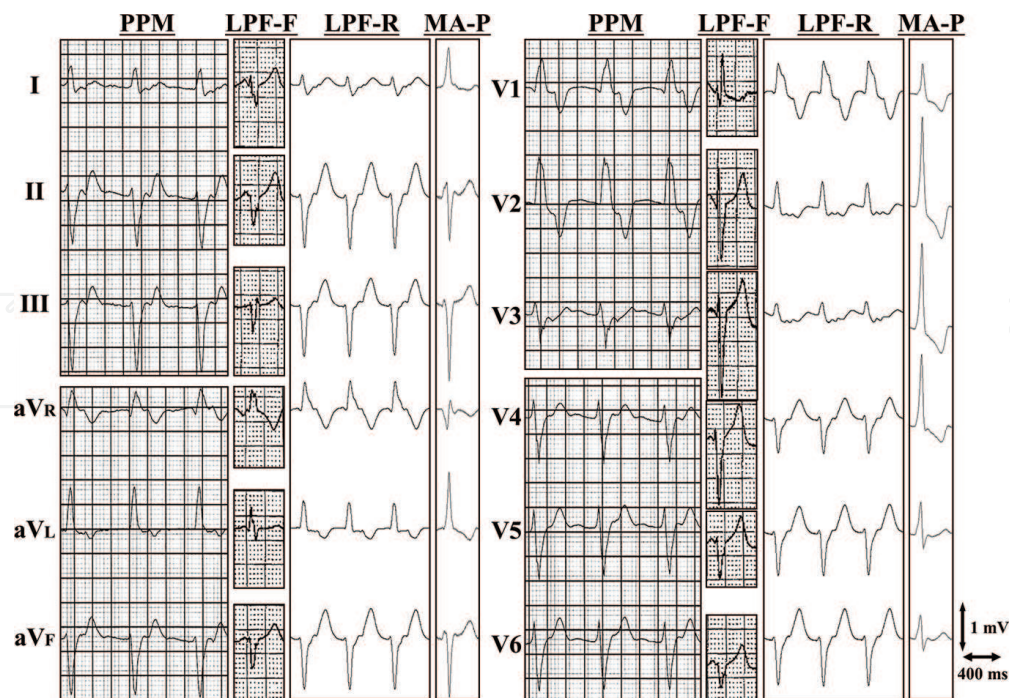 PPM LPF-F LPF-R MA-P PPM LPF-F LPF-R MA-P
I
II
III
aVR
aVL
aVF
V1
V2
V3
V4
V5
V6
1 mV
400 ms